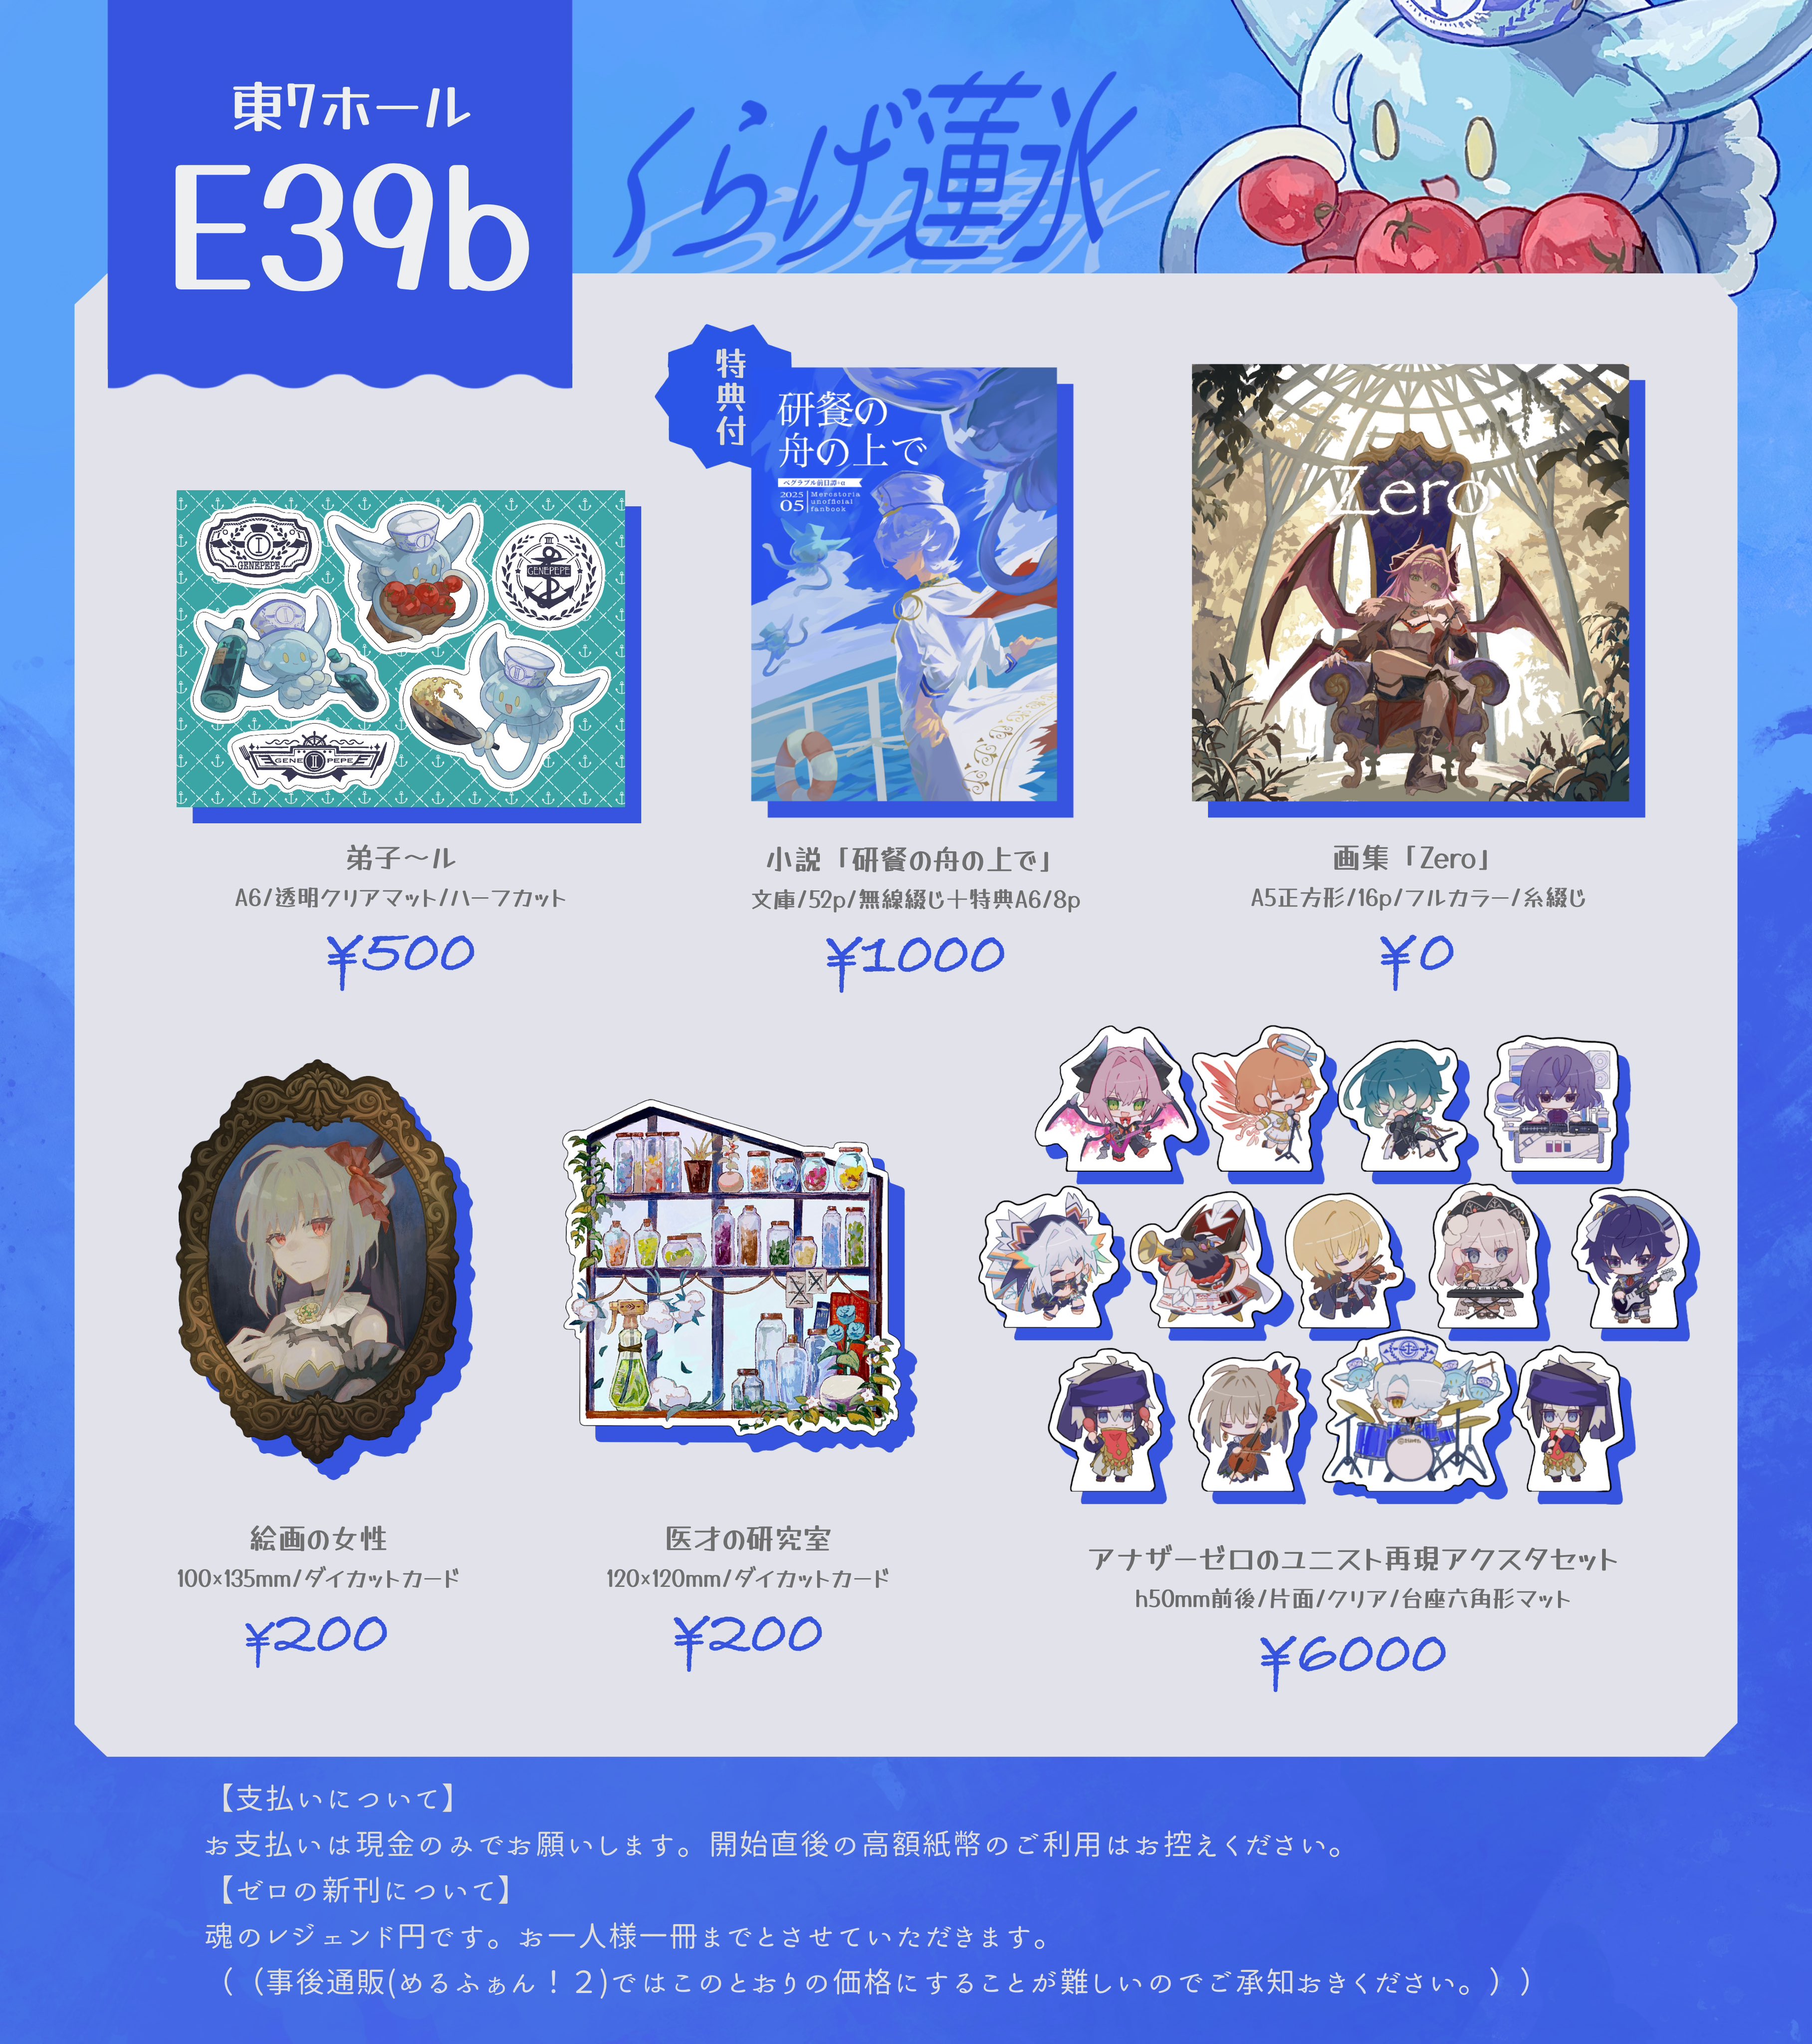 東7ホール
E39b
くらげ蓮氷
特典付
研餐の
舟の上で
ペクラブル前日譚+α
2025
05
Mercstoria
unofficial
fanbook
Zero
I
GENEPEPE
III
GENEPEPE
GENE II PEPE
弟子～ル
A6/透明クリアマット/ハーフカット
¥500
小説「研餐の舟の上で」
文庫/52p/無線綴じ＋特典A6/8p
¥1000
画集「Zero」
A5正方形/16p/フルカラー/糸綴じ
¥0
絵画の女性
100×135mm/ダイカットカード
¥200
医才の研究室
120×120mm/ダイカットカード
¥200
アナザーゼロのユニスト再現アクスタセット
h50mm前後/片面/クリア/台座六角形マット
¥6000
【支払いについて】
お支払いは現金のみでお願いします。開始直後の高額紙幣のご利用はお控えください。
【ゼロの新刊について】
魂のレジェンド円です。お一人様一冊までとさせていただきます。
（（事後通販(めるふぁん！２)ではこのとおりの価格にすることが難しいのでご承知おきください。））